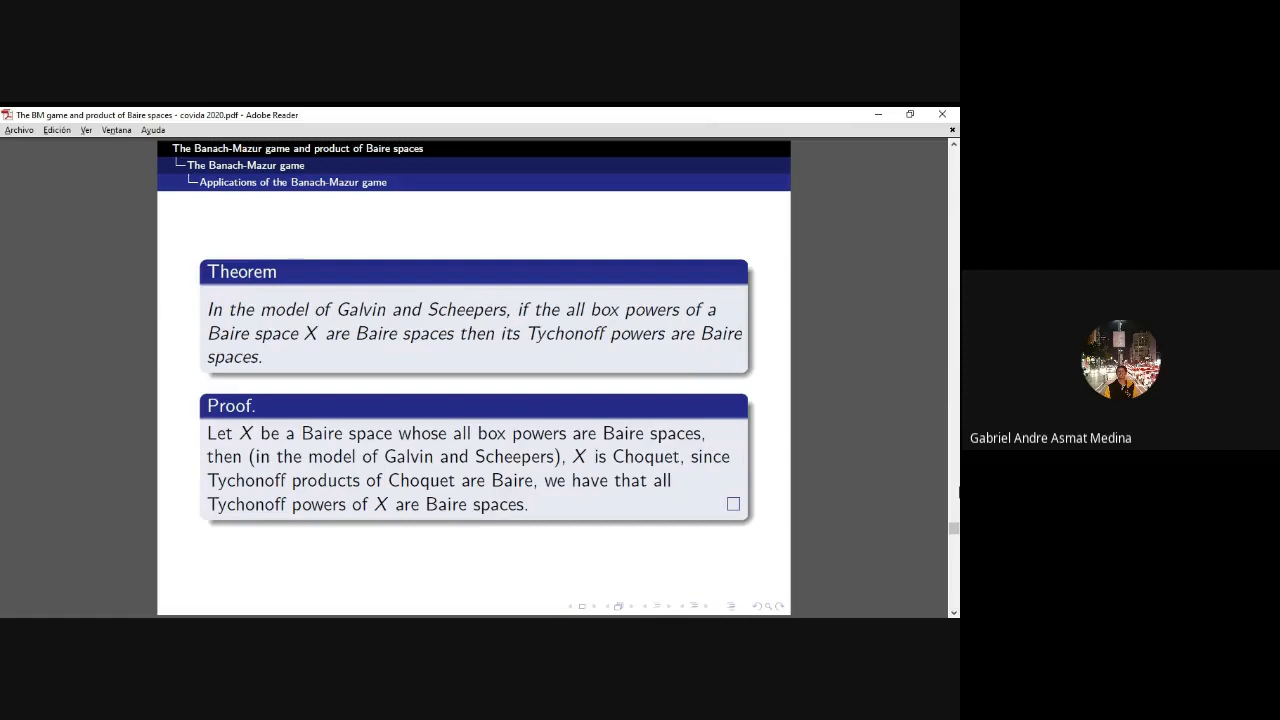 The BM game and product of Baire spaces - covida 2020.pdf - Adobe Reader
Archivo Edición Ver Ventana Ayuda
The Banach-Mazur game and product of Baire spaces
The Banach-Mazur game
Applications of the Banach-Mazur game
Theorem
In the model of Galvin and Scheepers, if the all box powers of a
Baire space X are Baire spaces then its Tychonoff powers are Baire
spaces.
Proof.
Let X be a Baire space whose all box powers are Baire spaces,
then (in the model of Galvin and Scheepers), X is Choquet, since
Tychonoff products of Choquet are Baire, we have that all
Tychonoff powers of X are Baire spaces.
Gabriel Andre Asmat Medina